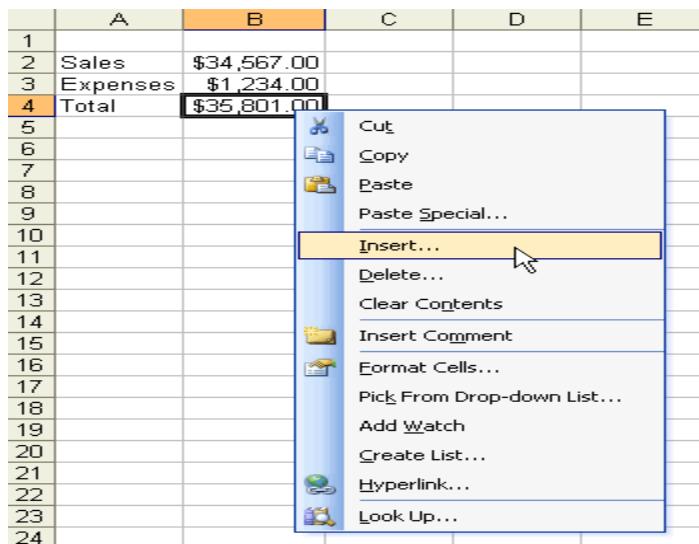 A B C D E
1
2 Sales $34,567.00
3 Expenses $1,234.00
4 Total $35,801.00
5
6
7
8
9
10
11
12
13
14
15
16
17
18
19
20
21
22
23
24
Cut
Copy
Paste
Paste Special...
Insert...
Delete...
Clear Contents
Insert Comment
Format Cells...
Pick From Drop-down List...
Add Watch
Create List...
Hyperlink...
Look Up...